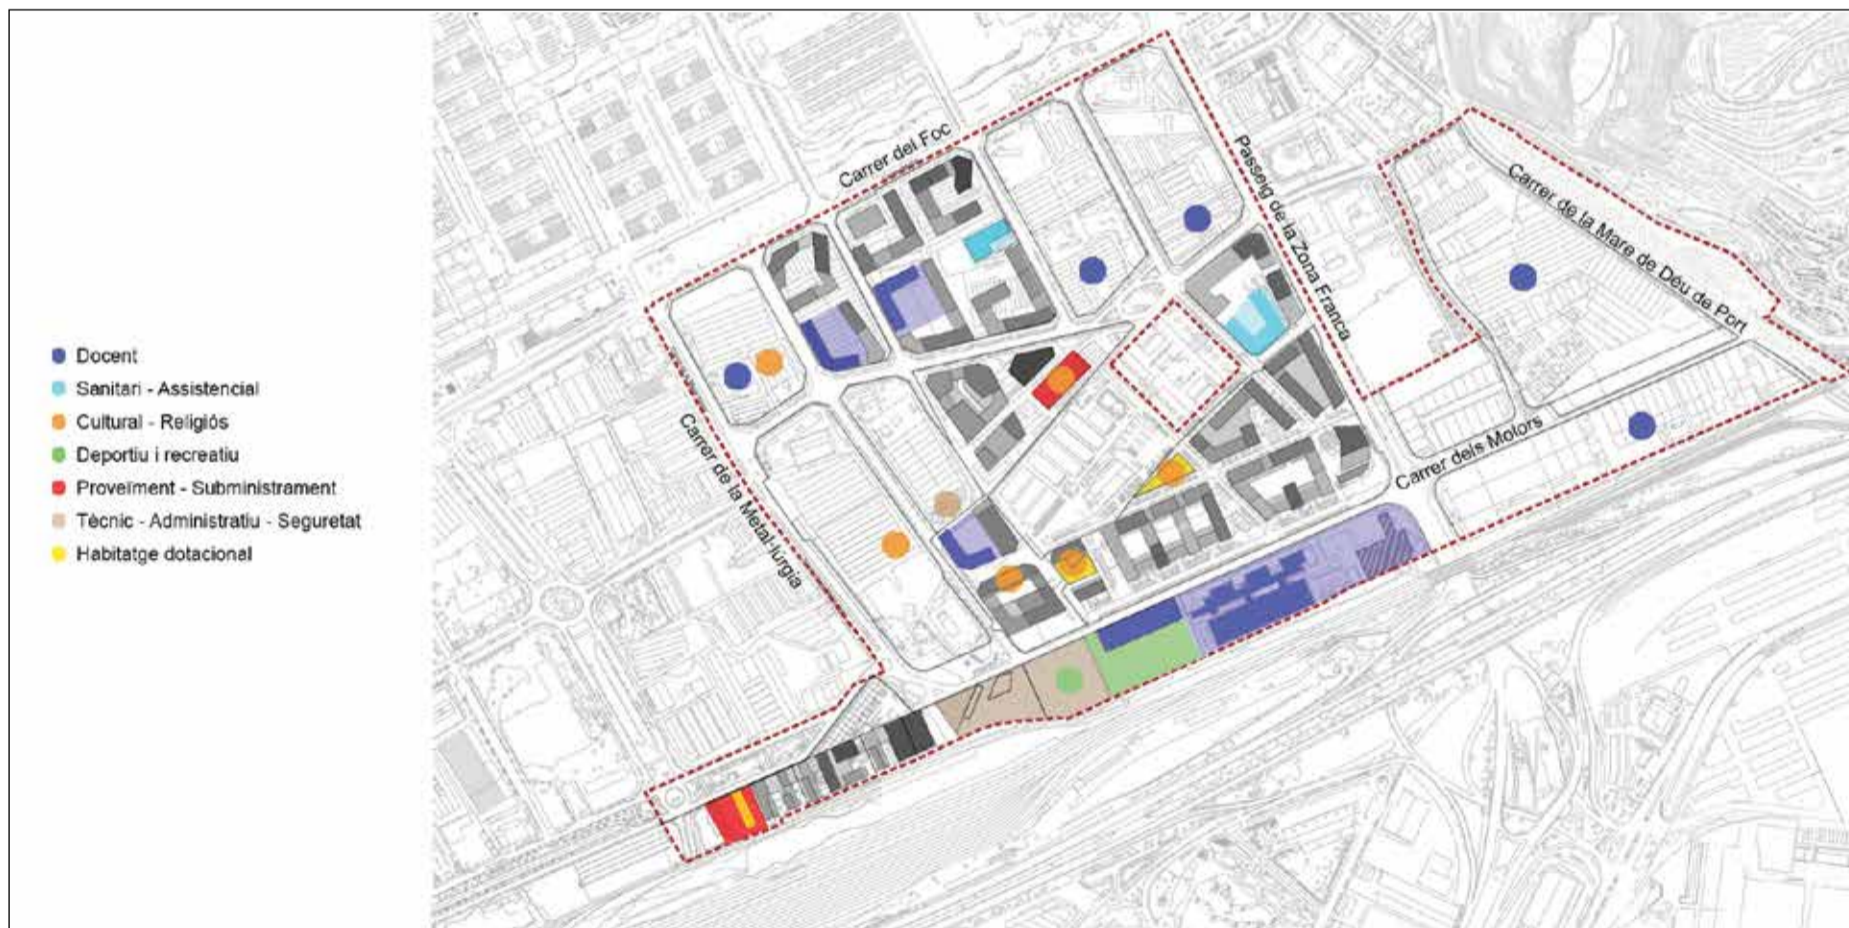 Docent
Sanitari - Assistencial
Cultural - Religiós
Deportiu i recreatiu
Proveïment - Subministrament
Tècnic - Administratiu - Seguretat
Habitatge dotacional
Carrer del Foc
Passeig de la Zona Franca
Carrer de la Mare de Déu de Port
Carrer de la Metal·lurgia
Carrer dels Motors